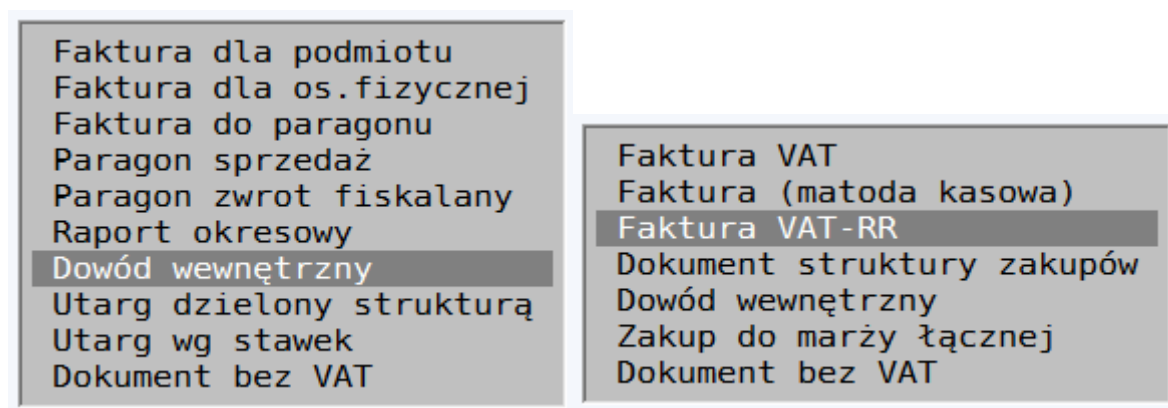 Faktura dla podmiotu
Faktura dla os.fizycznej
Faktura do paragonu
Paragon sprzedaż
Paragon zwrot fiskalany
Raport okresowy
Dowód wewnętrzny
Utarg dzielony strukturą
Utarg wg stawek
Dokument bez VAT
Faktura VAT
Faktura (matoda kasowa)
Faktura VAT-RR
Dokument struktury zakupów
Dowód wewnętrzny
Zakup do marży łącznej
Dokument bez VAT